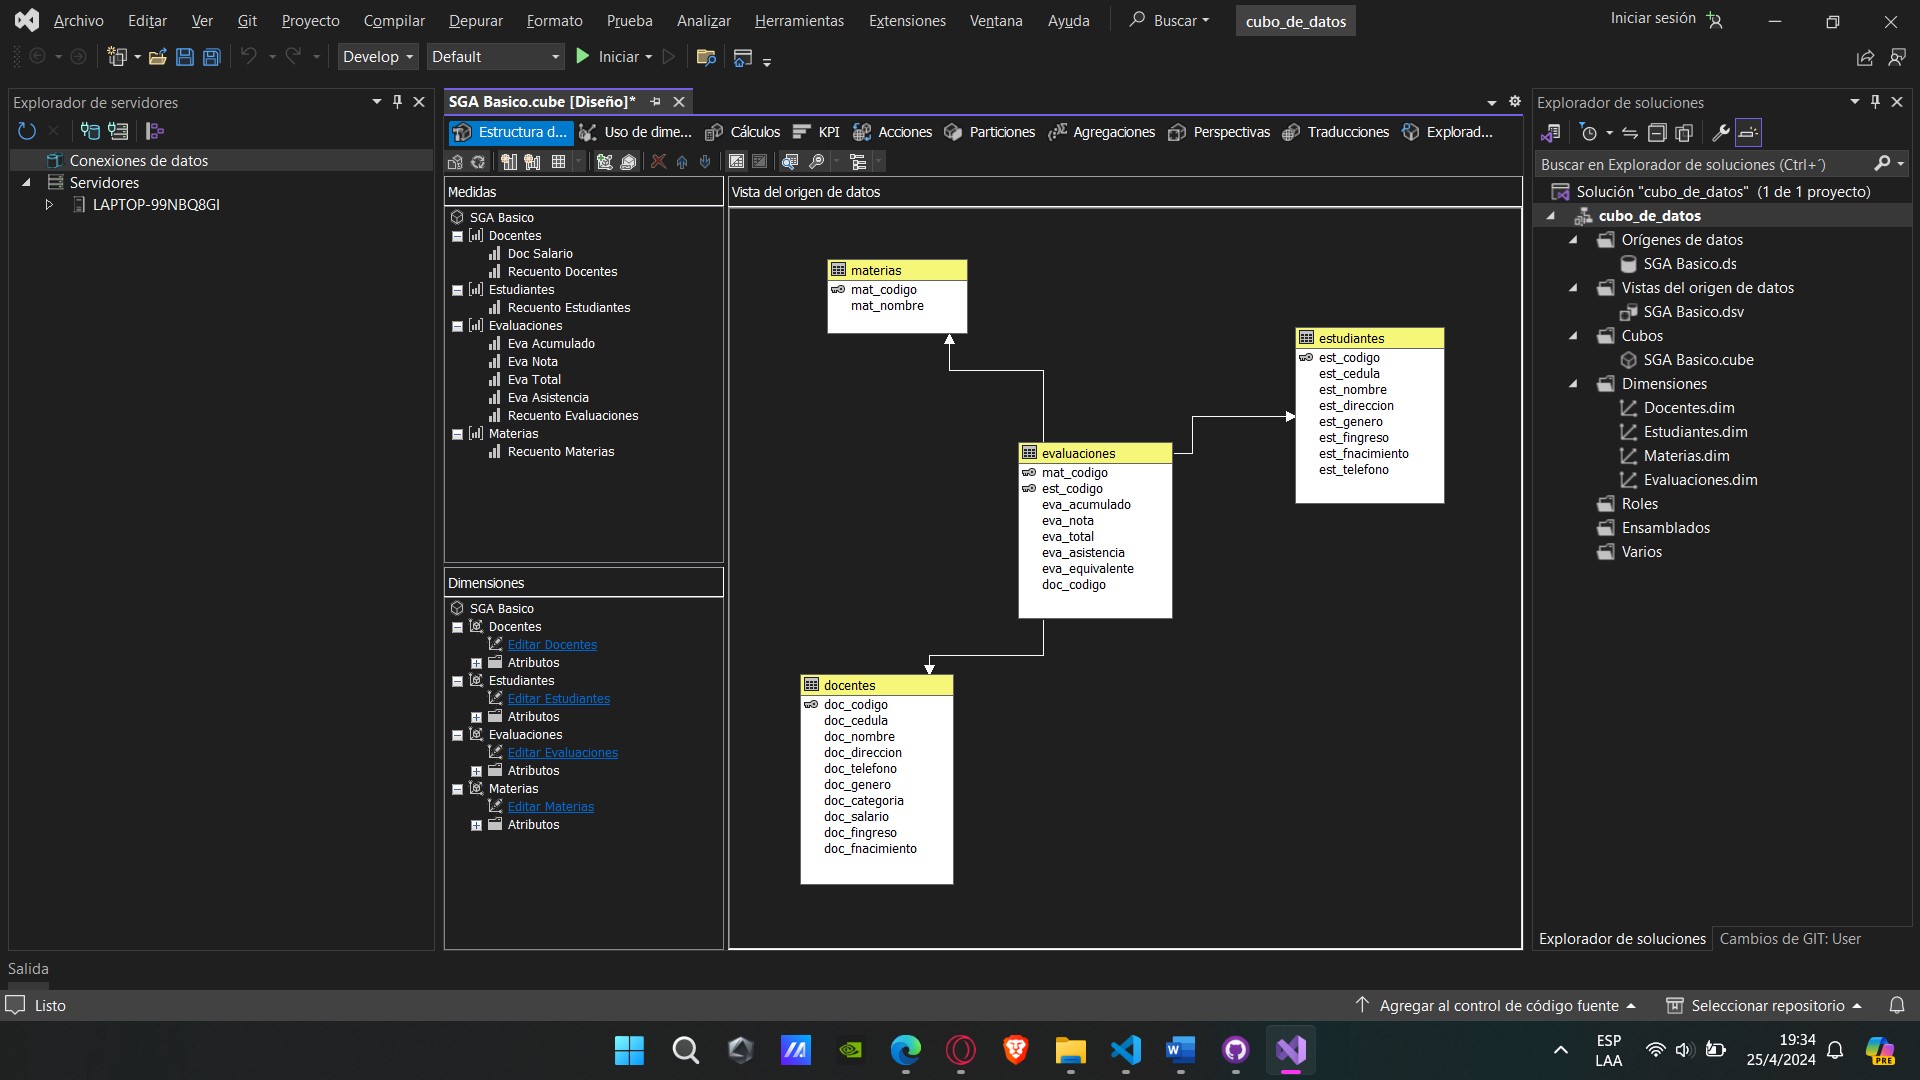 Archivo Editar Ver Git Proyecto Compilar Depurar Formato Prueba Analizar Herramientas Extensiones Ventana Ayuda Buscar cubo_de_datos Iniciar sesión
Develop Default Iniciar
Explorador de servidores
Conexiones de datos
Servidores
LAPTOP-99NBQ8GI
SGA Basico.cube [Diseño]*
Estructura d... Uso de dime... Cálculos KPI Acciones Particiones Agregaciones Perspectivas Traducciones Explorad...
Medidas
SGA Basico
Docentes
Doc Salario
Recuento Docentes
Estudiantes
Recuento Estudiantes
Evaluaciones
Eva Acumulado
Eva Nota
Eva Total
Eva Asistencia
Recuento Evaluaciones
Materias
Recuento Materias
Dimensiones
SGA Basico
Docentes
Editar Docentes
Atributos
Estudiantes
Editar Estudiantes
Atributos
Evaluaciones
Editar Evaluaciones
Atributos
Materias
Editar Materias
Atributos
Vista del origen de datos
materias
mat_codigo
mat_nombre
estudiantes
est_codigo
est_cedula
est_nombre
est_direccion
est_genero
est_fingreso
est_fnacimiento
est_telefono
evaluaciones
mat_codigo
est_codigo
eva_acumulado
eva_nota
eva_total
eva_asistencia
eva_equivalente
doc_codigo
docentes
doc_codigo
doc_cedula
doc_nombre
doc_direccion
doc_telefono
doc_genero
doc_categoria
doc_salario
doc_fingreso
doc_fnacimiento
Explorador de soluciones
Buscar en Explorador de soluciones (Ctrl+´)
Solución "cubo_de_datos" (1 de 1 proyecto)
cubo_de_datos
Orígenes de datos
SGA Basico.ds
Vistas del origen de datos
SGA Basico.dsv
Cubos
SGA Basico.cube
Dimensiones
Docentes.dim
Estudiantes.dim
Materias.dim
Evaluaciones.dim
Roles
Ensamblados
Varios
Explorador de soluciones Cambios de GIT: User
Salida
Listo Agregar al control de código fuente Seleccionar repositorio
ESP
LAA
19:34
25/4/2024
PRE